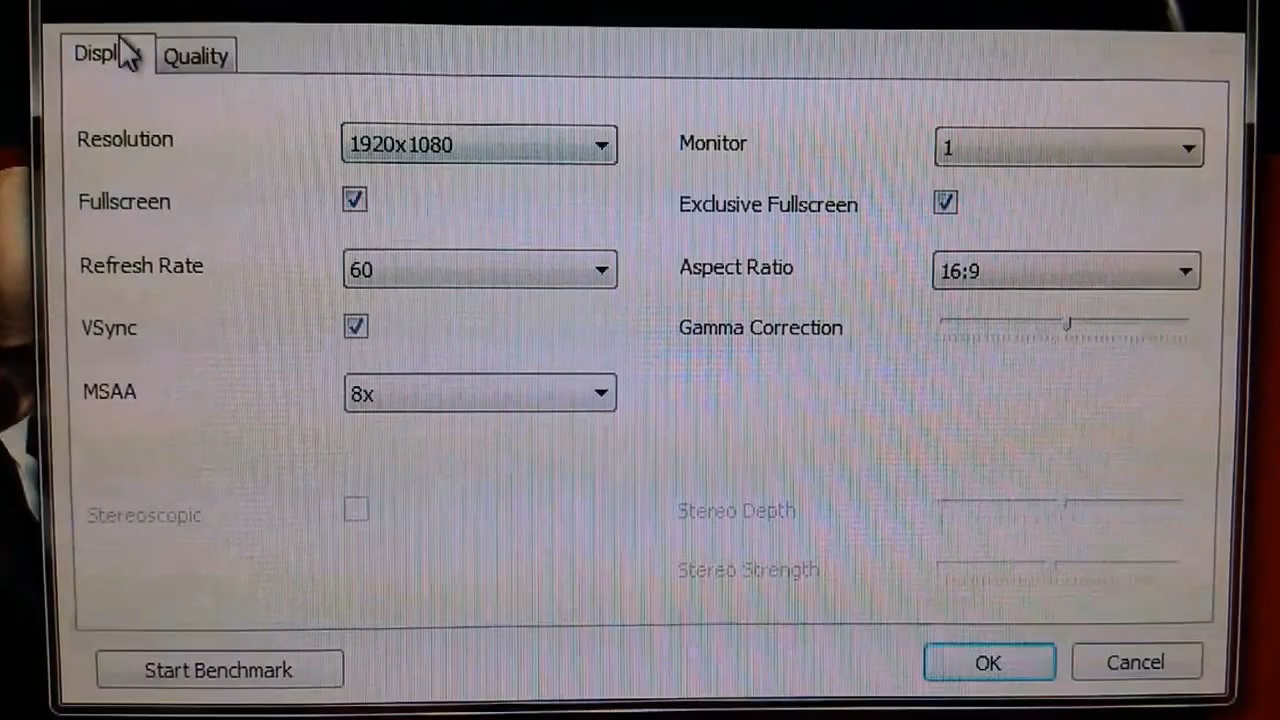 Display Quality
Resolution 1920x1080 Monitor 1
Fullscreen Exclusive Fullscreen
Refresh Rate 60 Aspect Ratio 16:9
VSync Gamma Correction
MSAA 8x
Stereoscopic Stereo Depth
Stereo Strength
Start Benchmark OK Cancel